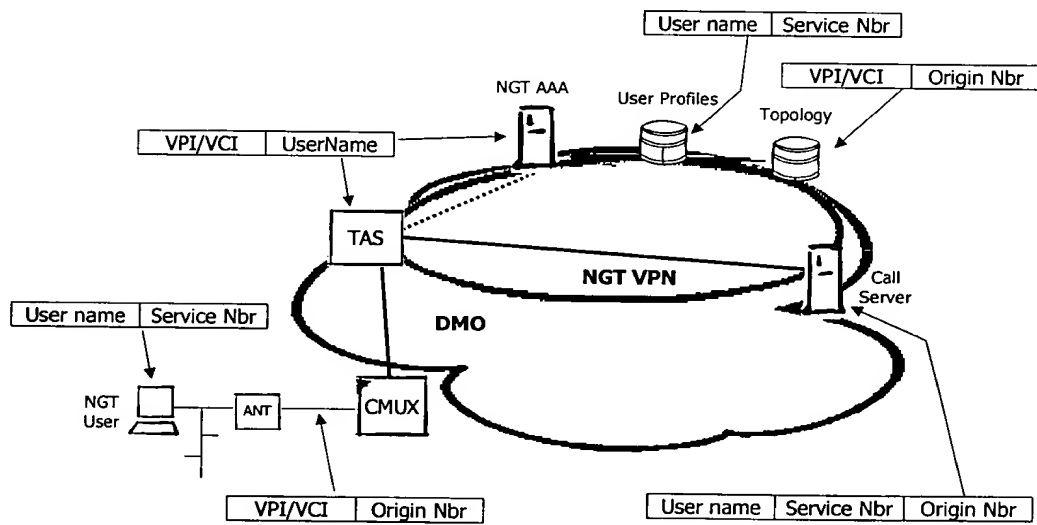 User name Service Nbr
VPI/VCI Origin Nbr
NGT AAA
User Profiles
Topology
VPI/VCI UserName
TAS
NGT VPN
Call
Server
DMO
User name Service Nbr
NGT
User
ANT
CMUX
VPI/VCI Origin Nbr
User name Service Nbr Origin Nbr